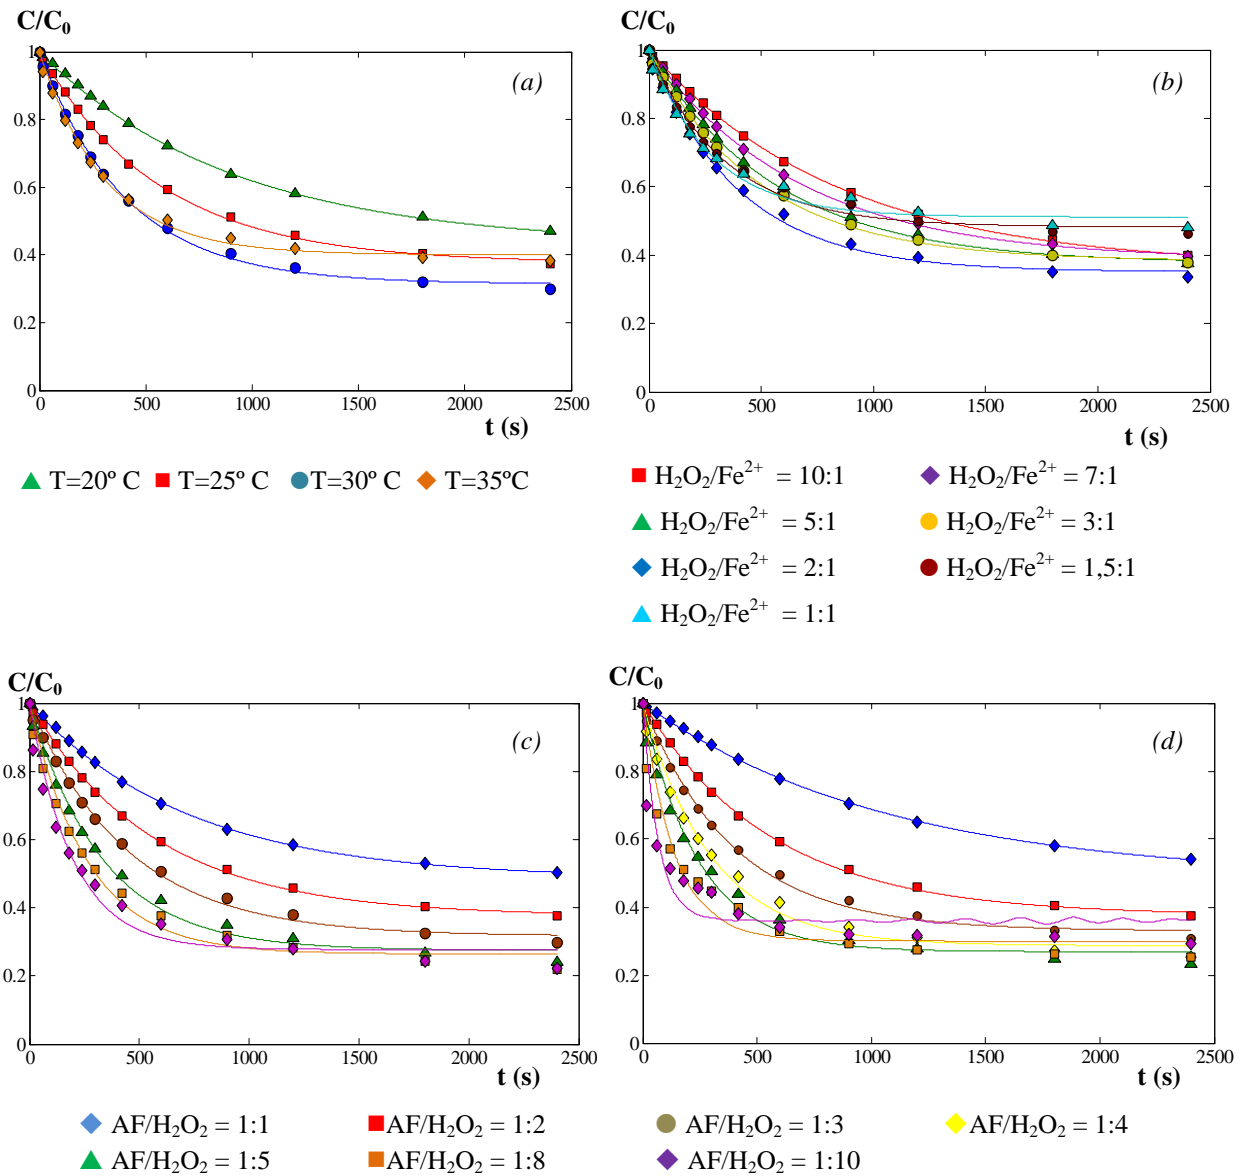 C/C₀
1
0.8
0.6
0.4
0.2
0
0 500 1000 1500 2000 2500
t (s)
(a)
T=20º C T=25º C T=30º C T=35ºC
C/C₀
1
0.8
0.6
0.4
0.2
0
0 500 1000 1500 2000 2500
t (s)
(b)
H₂O₂/Fe²⁺ = 10:1 H₂O₂/Fe²⁺ = 7:1
H₂O₂/Fe²⁺ = 5:1 H₂O₂/Fe²⁺ = 3:1
H₂O₂/Fe²⁺ = 2:1 H₂O₂/Fe²⁺ = 1,5:1
H₂O₂/Fe²⁺ = 1:1
C/C₀
1
0.8
0.6
0.4
0.2
0
0 500 1000 1500 2000 2500
t (s)
(c)
C/C₀
1
0.8
0.6
0.4
0.2
0
0 500 1000 1500 2000 2500
t (s)
(d)
AF/H₂O₂ = 1:1 AF/H₂O₂ = 1:2 AF/H₂O₂ = 1:3 AF/H₂O₂ = 1:4
AF/H₂O₂ = 1:5 AF/H₂O₂ = 1:8 AF/H₂O₂ = 1:10